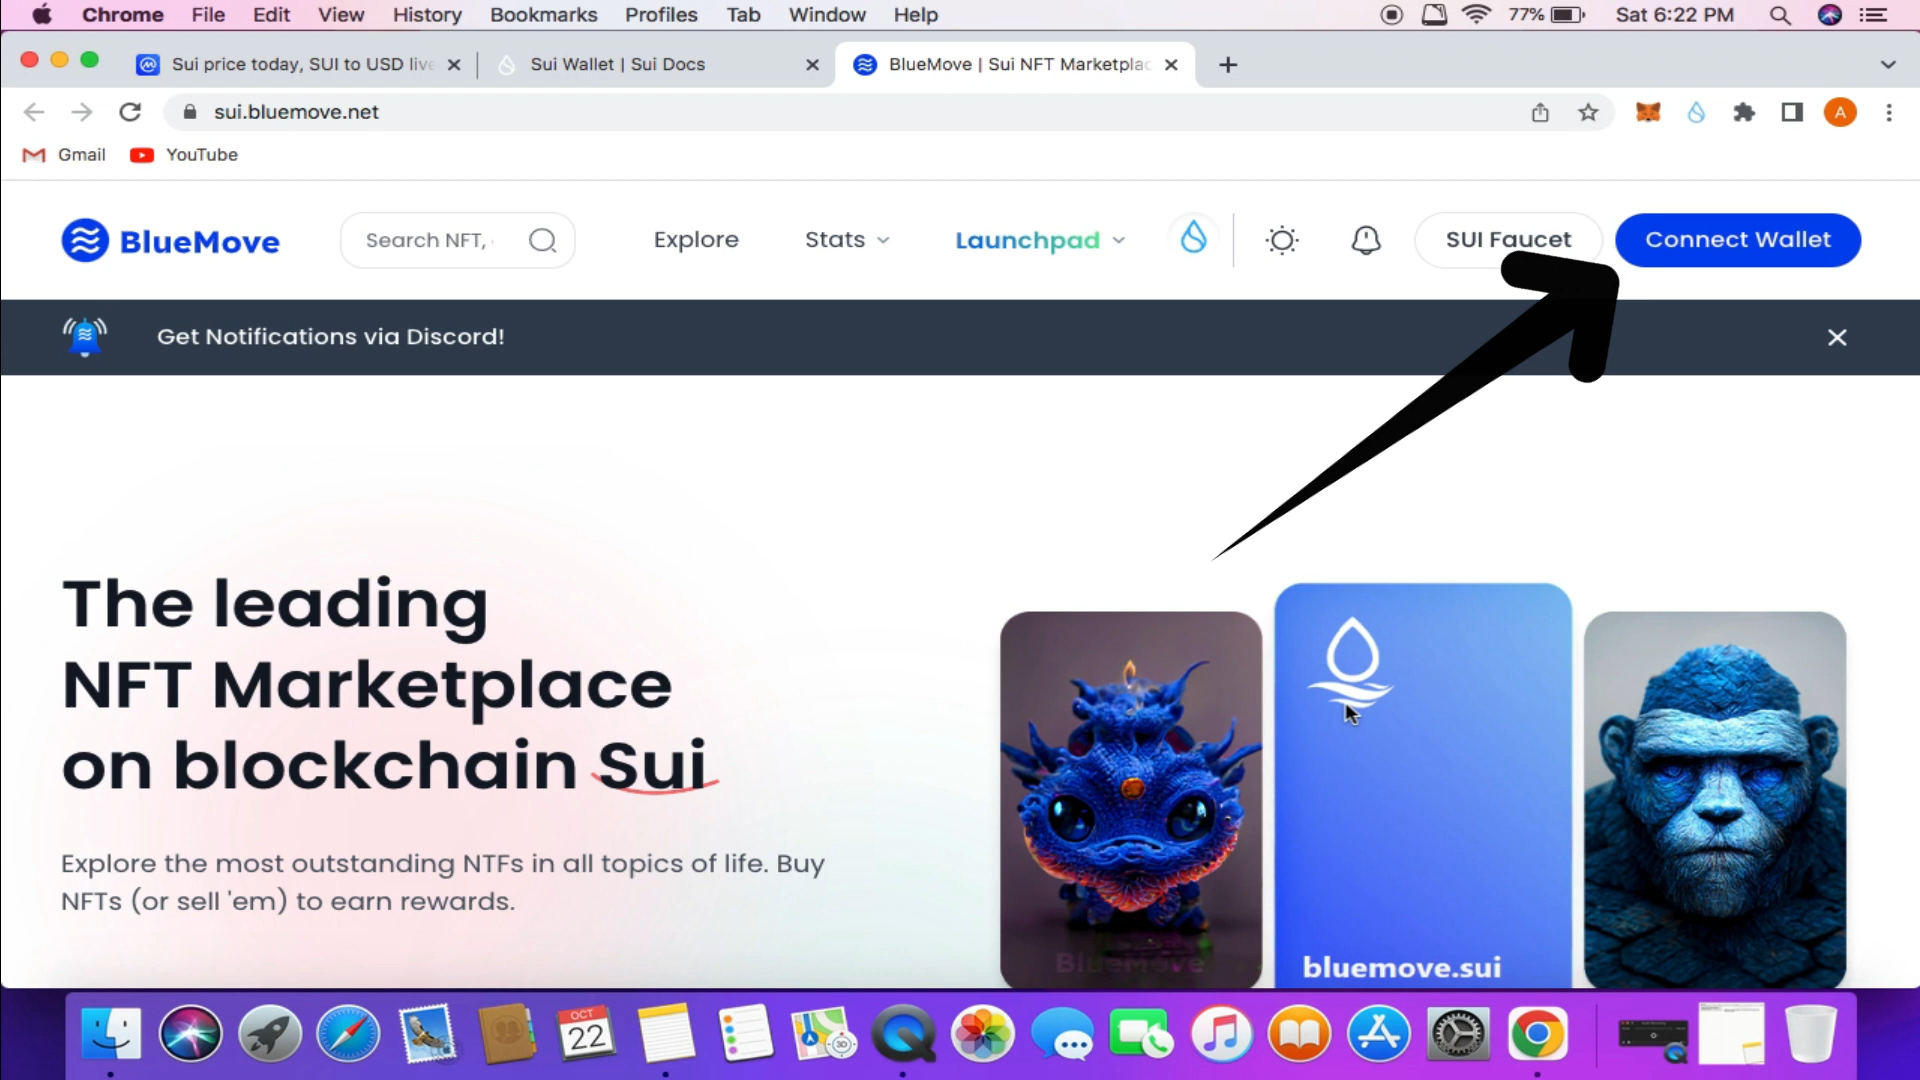 Chrome File Edit View History Bookmarks Profiles Tab Window Help 77% Sat 6:22 PM
Sui price today, SUI to USD live Sui Wallet | Sui Docs BlueMove | Sui NFT Marketplac
sui.bluemove.net A
Gmail YouTube
BlueMove Search NFT, Explore Stats Launchpad SUI Faucet Connect Wallet
Get Notifications via Discord!
The leading
NFT Marketplace
on blockchain Sui
Explore the most outstanding NTFs in all topics of life. Buy
NFTs (or sell 'em) to earn rewards.
BlueMove
bluemove.sui
OCT
22
3D